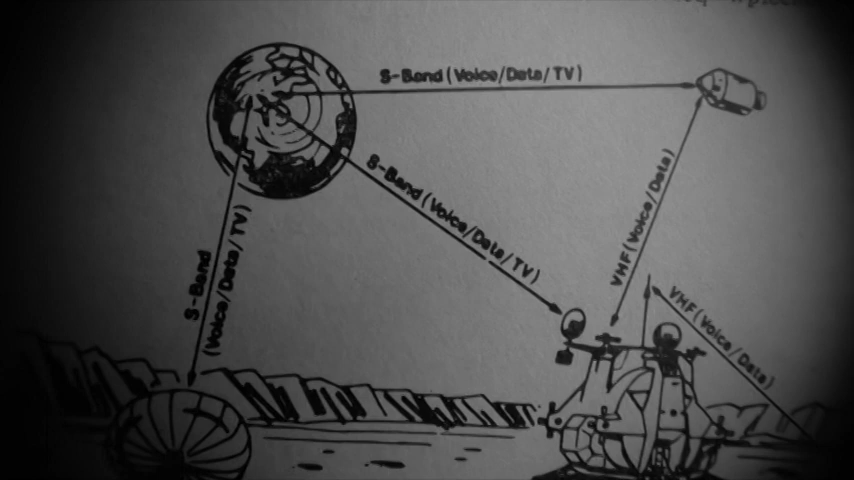 S-Band (Voice/Data/TV)
S-Band (Voice/Data/TV)
VHF (Voice/Data)
S-Band
(Voice/Data/TV)
VHF (Voice/Data)